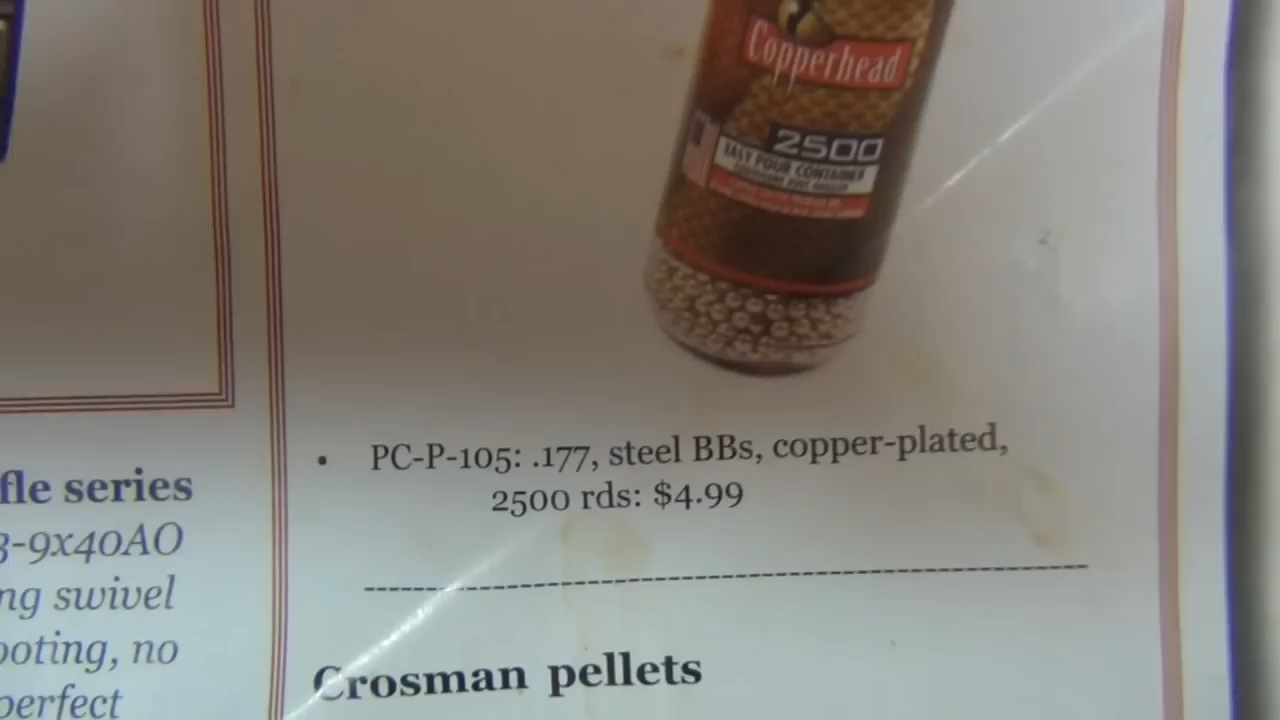 Copperhead
2500
EASY POUR CONTAINER
fle series
3-9x40AO
ng swivel
ooting, no
perfect
• PC-P-105: .177, steel BBs, copper-plated,
2500 rds: $4.99
Crosman pellets